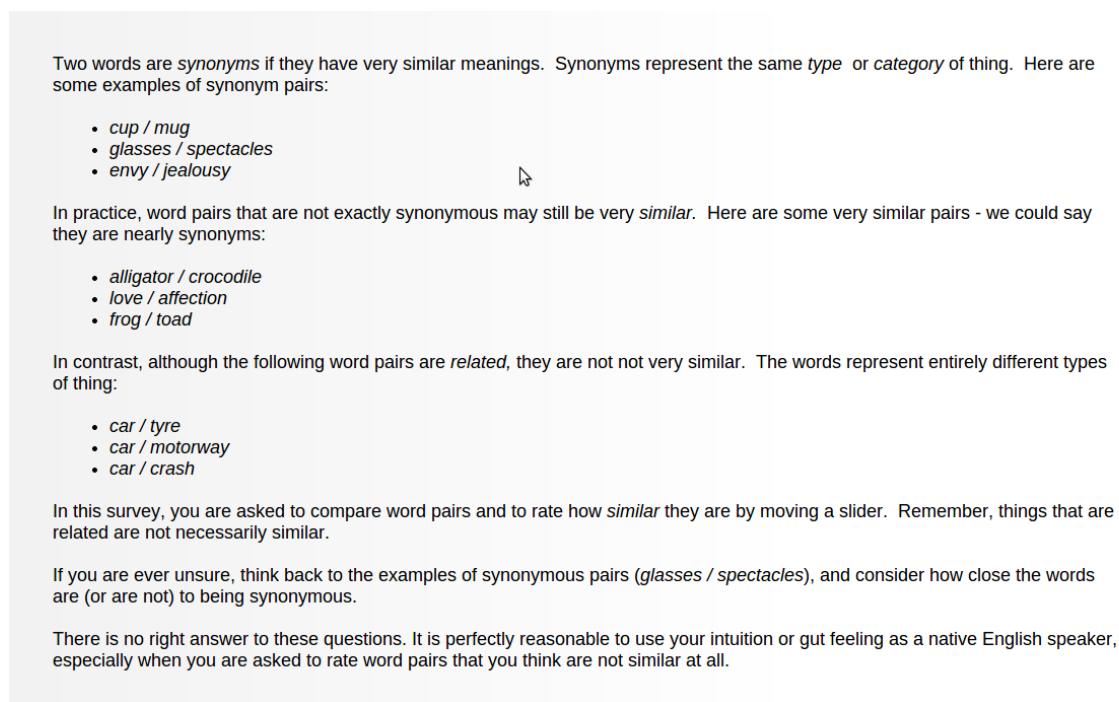 Two words are synonyms if they have very similar meanings.  Synonyms represent the same type  or category of thing.  Here are
some examples of synonym pairs:
• cup / mug
• glasses / spectacles
• envy / jealousy
In practice, word pairs that are not exactly synonymous may still be very similar.  Here are some very similar pairs - we could say
they are nearly synonyms:
• alligator / crocodile
• love / affection
• frog / toad
In contrast, although the following word pairs are related, they are not not very similar.  The words represent entirely different types
of thing:
• car / tyre
• car / motorway
• car / crash
In this survey, you are asked to compare word pairs and to rate how similar they are by moving a slider.  Remember, things that are
related are not necessarily similar.
If you are ever unsure, think back to the examples of synonymous pairs (glasses / spectacles), and consider how close the words
are (or are not) to being synonymous.
There is no right answer to these questions. It is perfectly reasonable to use your intuition or gut feeling as a native English speaker,
especially when you are asked to rate word pairs that you think are not similar at all.